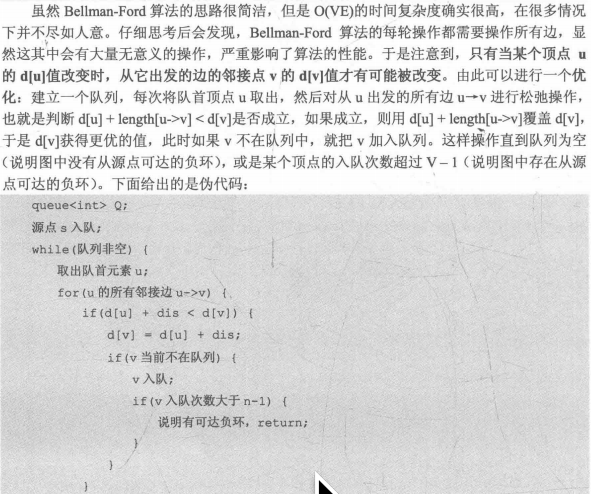 虽然 Bellman-Ford 算法的思路很简洁，但是 O(VE)的时间复杂度确实很高，在很多情况
下并不尽如人意。仔细思考后会发现，Bellman-Ford 算法的每轮操作都需要操作所有边，显
然这其中会有大量无意义的操作，严重影响了算法的性能。于是注意到，只有当某个顶点 u
的 d[u]值改变时，从它出发的边的邻接点 v 的 d[v]值才有可能被改变。由此可以进行一个优
化：建立一个队列，每次将队首顶点 u 取出，然后对从 u 出发的所有边 u→v 进行松弛操作，
也就是判断 d[u] + length[u->v] < d[v]是否成立，如果成立，则用 d[u] + length[u->v]覆盖 d[v]，
于是 d[v]获得更优的值，此时如果 v 不在队列中，就把 v 加入队列。这样操作直到队列为空
（说明图中没有从源点可达的负环），或是某个顶点的入队次数超过 V – 1（说明图中存在从源
点可达的负环）。下面给出的是伪代码：
queue<int> Q;
源点 s 入队;
while(队列非空) {
取出队首元素 u;
for(u 的所有邻接边 u->v) {
if(d[u] + dis < d[v]) {
d[v] = d[u] + dis;
if(v 当前不在队列) {
v 入队;
if(v 入队次数大于 n-1) {
说明有可达负环, return;
}
}
}